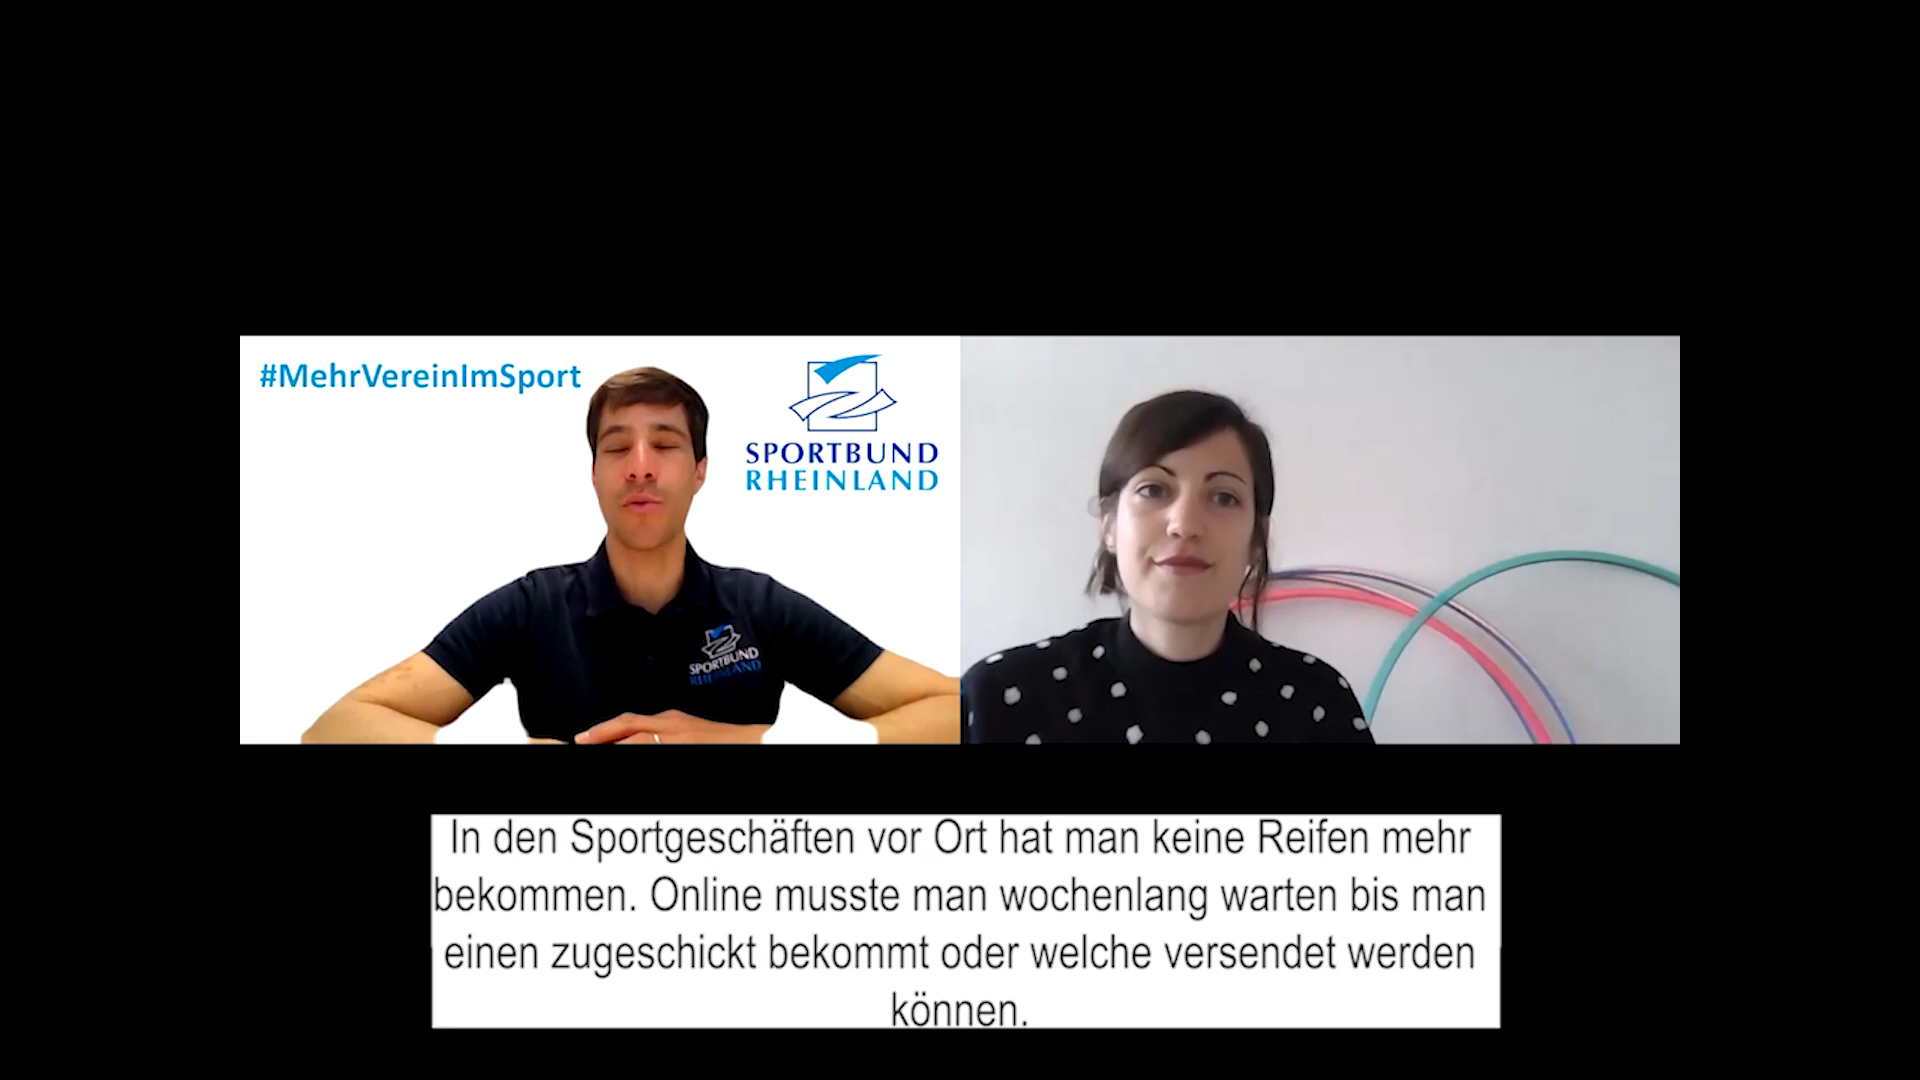 #MehrVereinImSport
SPORTBUND
RHEINLAND
SPORTBUND
RHEINLAND
In den Sportgeschäften vor Ort hat man keine Reifen mehr
bekommen. Online musste man wochenlang warten bis man
einen zugeschickt bekommt oder welche versendet werden
können.